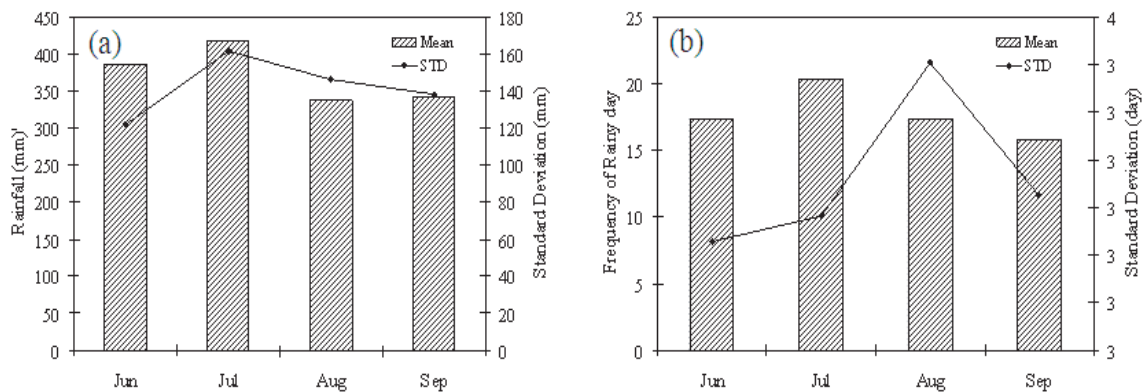 (a)
Rainfall (mm)¹
450
400
350
300
250
200
150
100
50
0
Mean
STD
180
160
140
120
100
80
60
40
20
0
Standard Deviation (mm)
Jun Jul Aug Sep
(b)
Frequency of Rainy day
25
20
15
10
5
0
Mean
STD
4
3
3
3
3
3
3
3
Standard Deviation (day)
Jun Jul Aug Sep